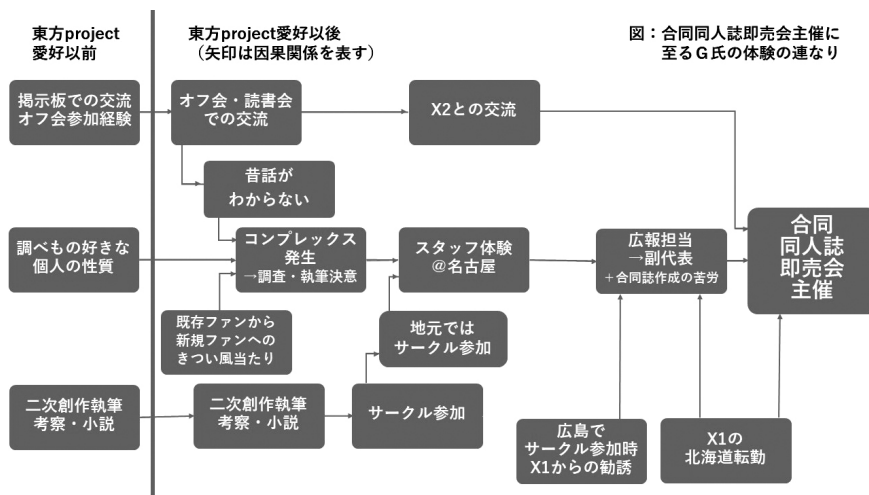 東方project
愛好以前
東方project愛好以後
（矢印は因果関係を表す）
図：合同同人誌即売会主催に
至るＧ氏の体験の連なり
掲示板での交流
オフ会参加経験
オフ会・読書会
での交流
X2との交流
昔話が
わからない
調べもの好きな
個人の性質
コンプレックス
発生
→調査・執筆決意
スタッフ体験
@名古屋
広報担当
→副代表
＋合同誌作成の苦労
合同
同人誌
即売会
主催
既存ファンから
新規ファンへの
きつい風当たり
地元では
サークル参加
二次創作執筆
考察・小説
二次創作執筆
考察・小説
サークル参加
広島で
サークル参加時
X1からの勧誘
X1の
北海道転勤